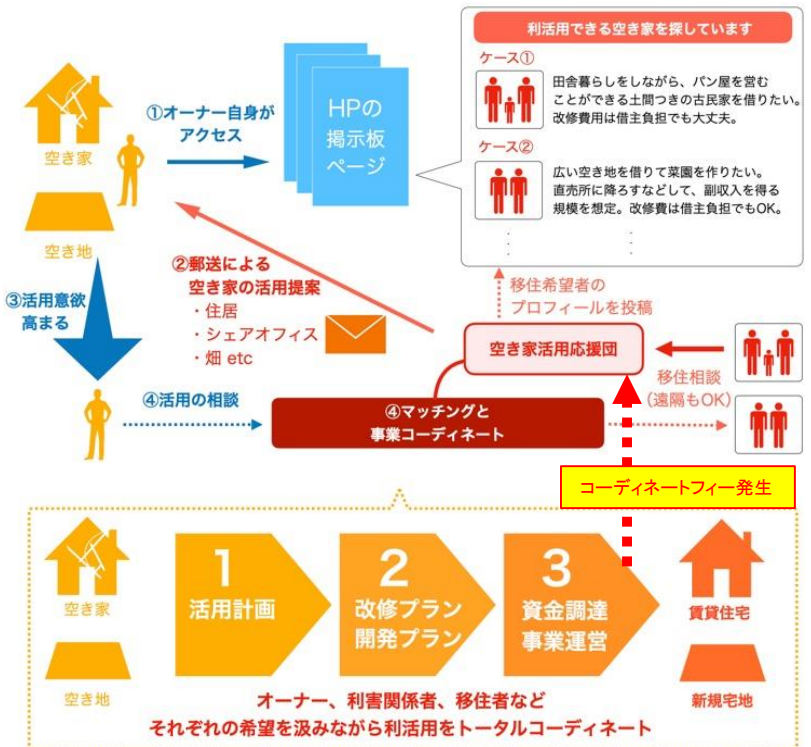 利活用できる空き家を探しています
ケース①
田舎暮らしをしながら、パン屋を営む
ことができる土間つきの古民家を借りたい。
改修費用は借主負担でも大丈夫。
ケース②
広い空き地を借りて菜園を作りたい。
直売所に降ろすなどして、副収入を得る
規模を想定。改修費は借主負担でもOK。
空き家
空き地
①オーナー自身が
アクセス
HPの
掲示板
ページ
②郵送による
空き家の活用提案
・住居
・シェアオフィス
・畑 etc
③活用意欲
高まる
移住希望者の
プロフィールを投稿
空き家活用応援団
移住相談
(遠隔もOK)
④活用の相談
④マッチングと
事業コーディネート
コーディネートフィー発生
空き家
空き地
1
活用計画
2
改修プラン
開発プラン
3
資金調達
事業運営
賃貸住宅
新規宅地
オーナー、利害関係者、移住者など
それぞれの希望を汲みながら利活用をトータルコーディネート